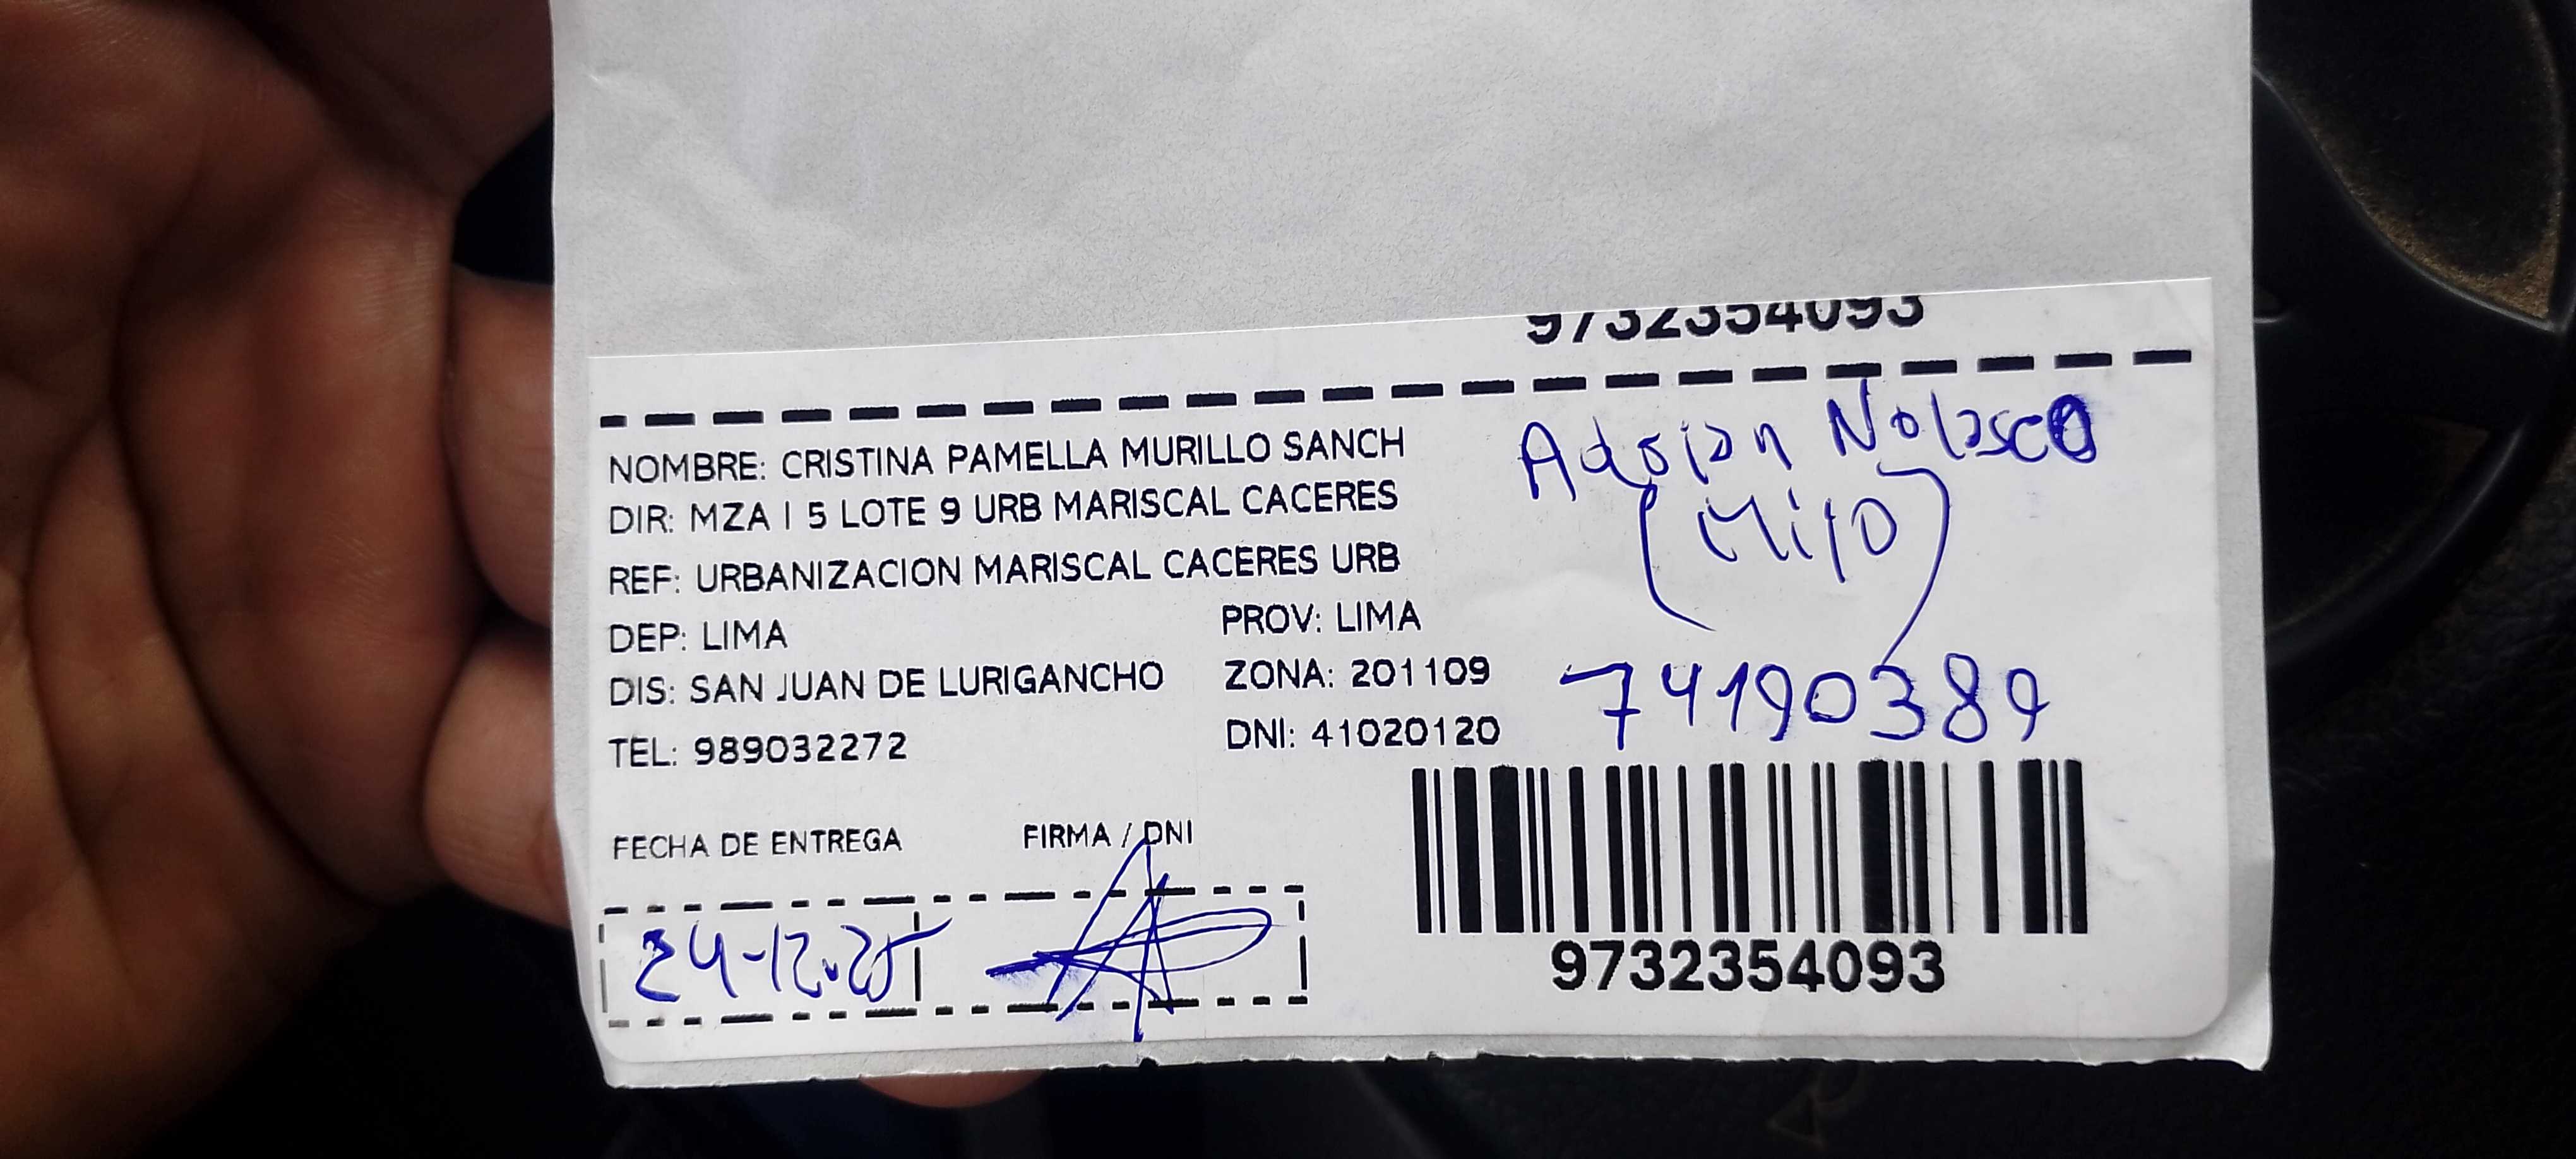 9732354093
NOMBRE: CRISTINA PAMELLA MURILLO SANCH
DIR: MZA I 5 LOTE 9 URB MARISCAL CACERES
REF: URBANIZACION MARISCAL CACERES URB
DEP: LIMA
PROV: LIMA
DIS: SAN JUAN DE LURIGANCHO
ZONA: 201109
TEL: 989032272
DNI: 41020120
Adrian Nolasco
(Hijo)
74190389
FECHA DE ENTREGA
FIRMA / DNI
24-12-25
9732354093